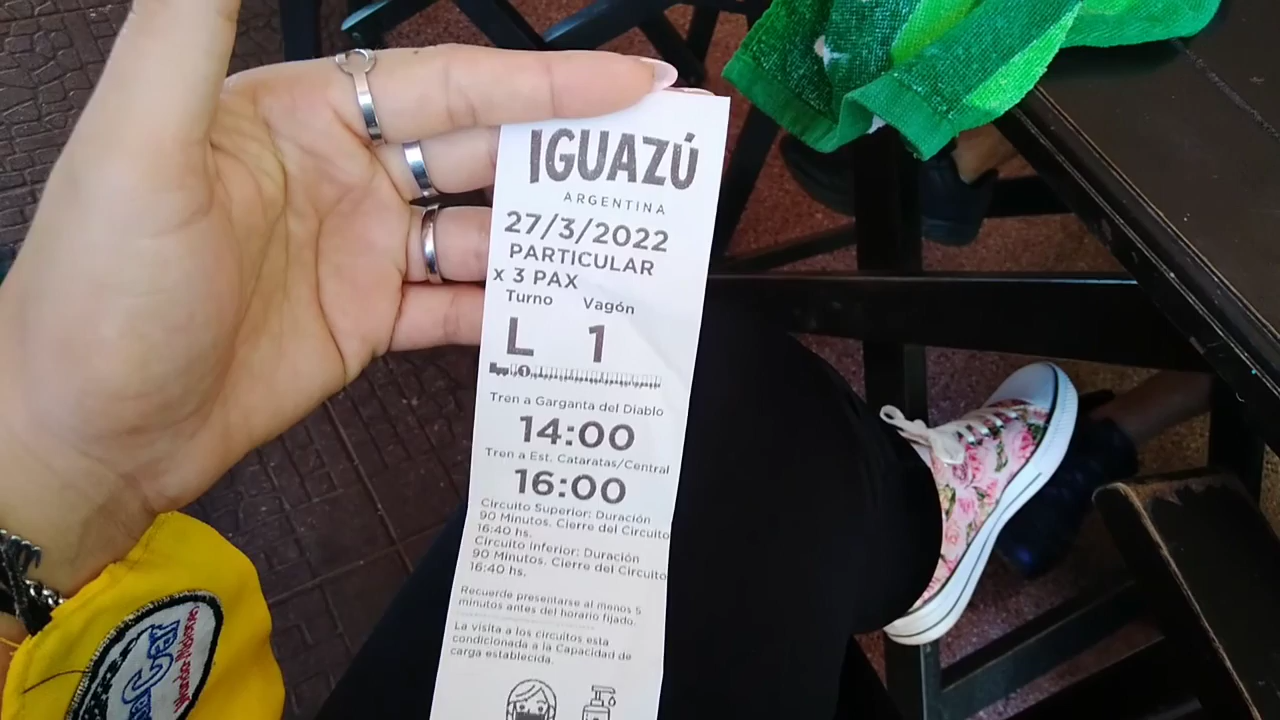 IGUAZÚ
ARGENTINA
27/3/2022
PARTICULAR
x 3 PAX
Turno Vagón
L 1
1
Tren a Garganta del Diablo
14:00
Tren a Est. Cataratas/Central
16:00
Circuito Superior: Duración
90 Minutos. Cierre del Circuito
16:40 hs.
Circuito Inferior: Duración
90 Minutos. Cierre del Circuito
16:40 hs.
Recuerde presentarse al menos 5
minutos antes del horario fijado.
La visita a los circuitos esta
condicionada a la Capacidad de
carga establecida.